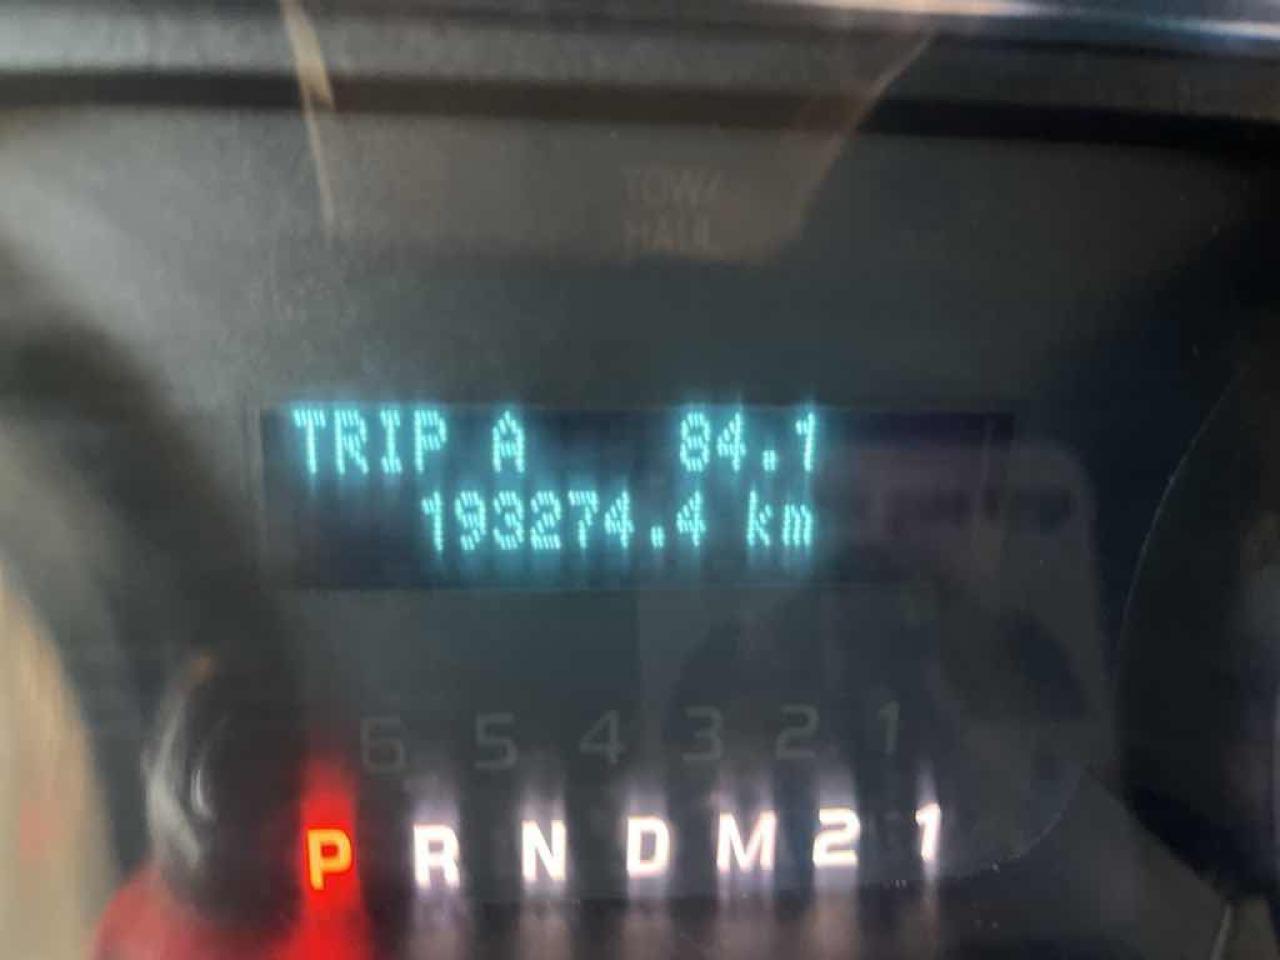 TOW/
HAUL
TRIP A 84.1
193274.4 km
6 5 4 3 2 1
P R N D M 2 1